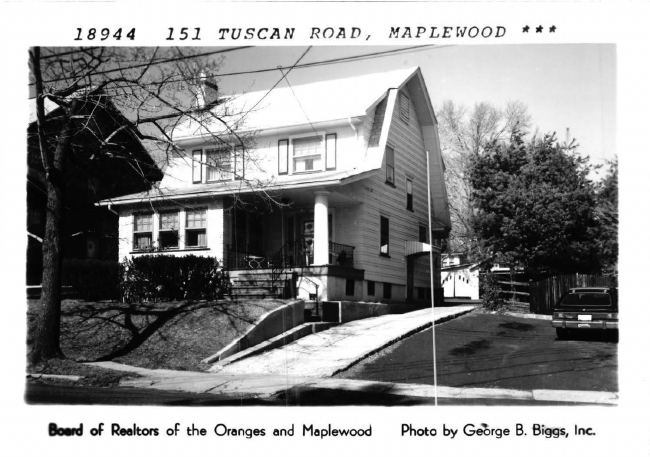 18944 151 TUSCAN ROAD, MAPLEWOOD ***
Board of Realtors of the Oranges and Maplewood Photo by George B. Biggs, Inc.